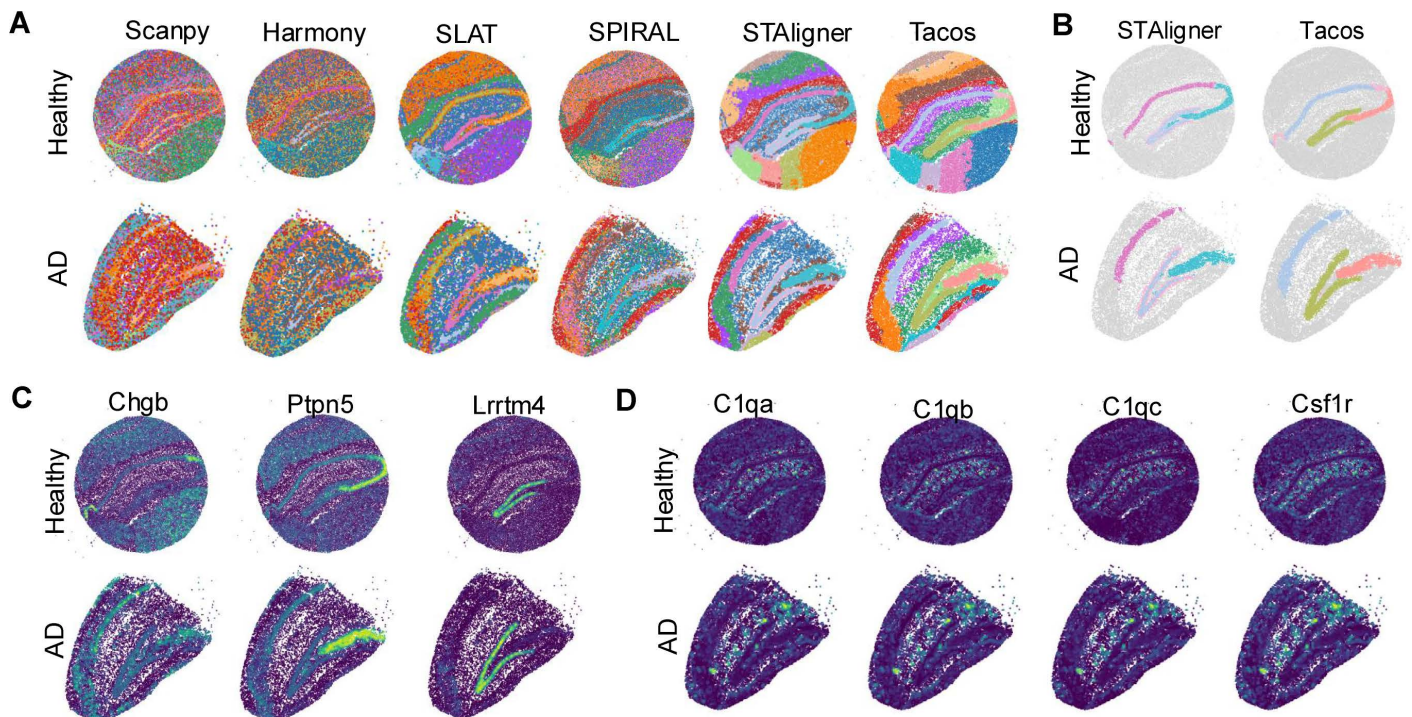 A
Scanpy Harmony SLAT SPIRAL STAligner Tacos
Healthy
AD
B
STAligner Tacos
Healthy
AD
C
Chgb Ptpn5 Lrrtm4
Healthy
AD
D
C1qa C1qb C1qc Csf1r
Healthy
AD